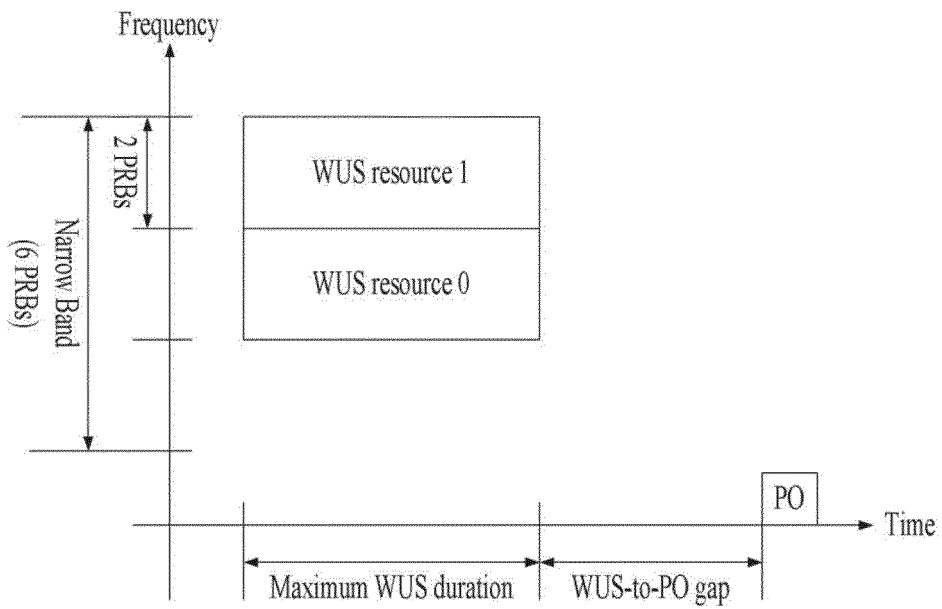 Frequency
2 PRBs
Narrow Band
(6 PRBs)
WUS resource 1
WUS resource 0
PO
Time
Maximum WUS duration
WUS-to-PO gap